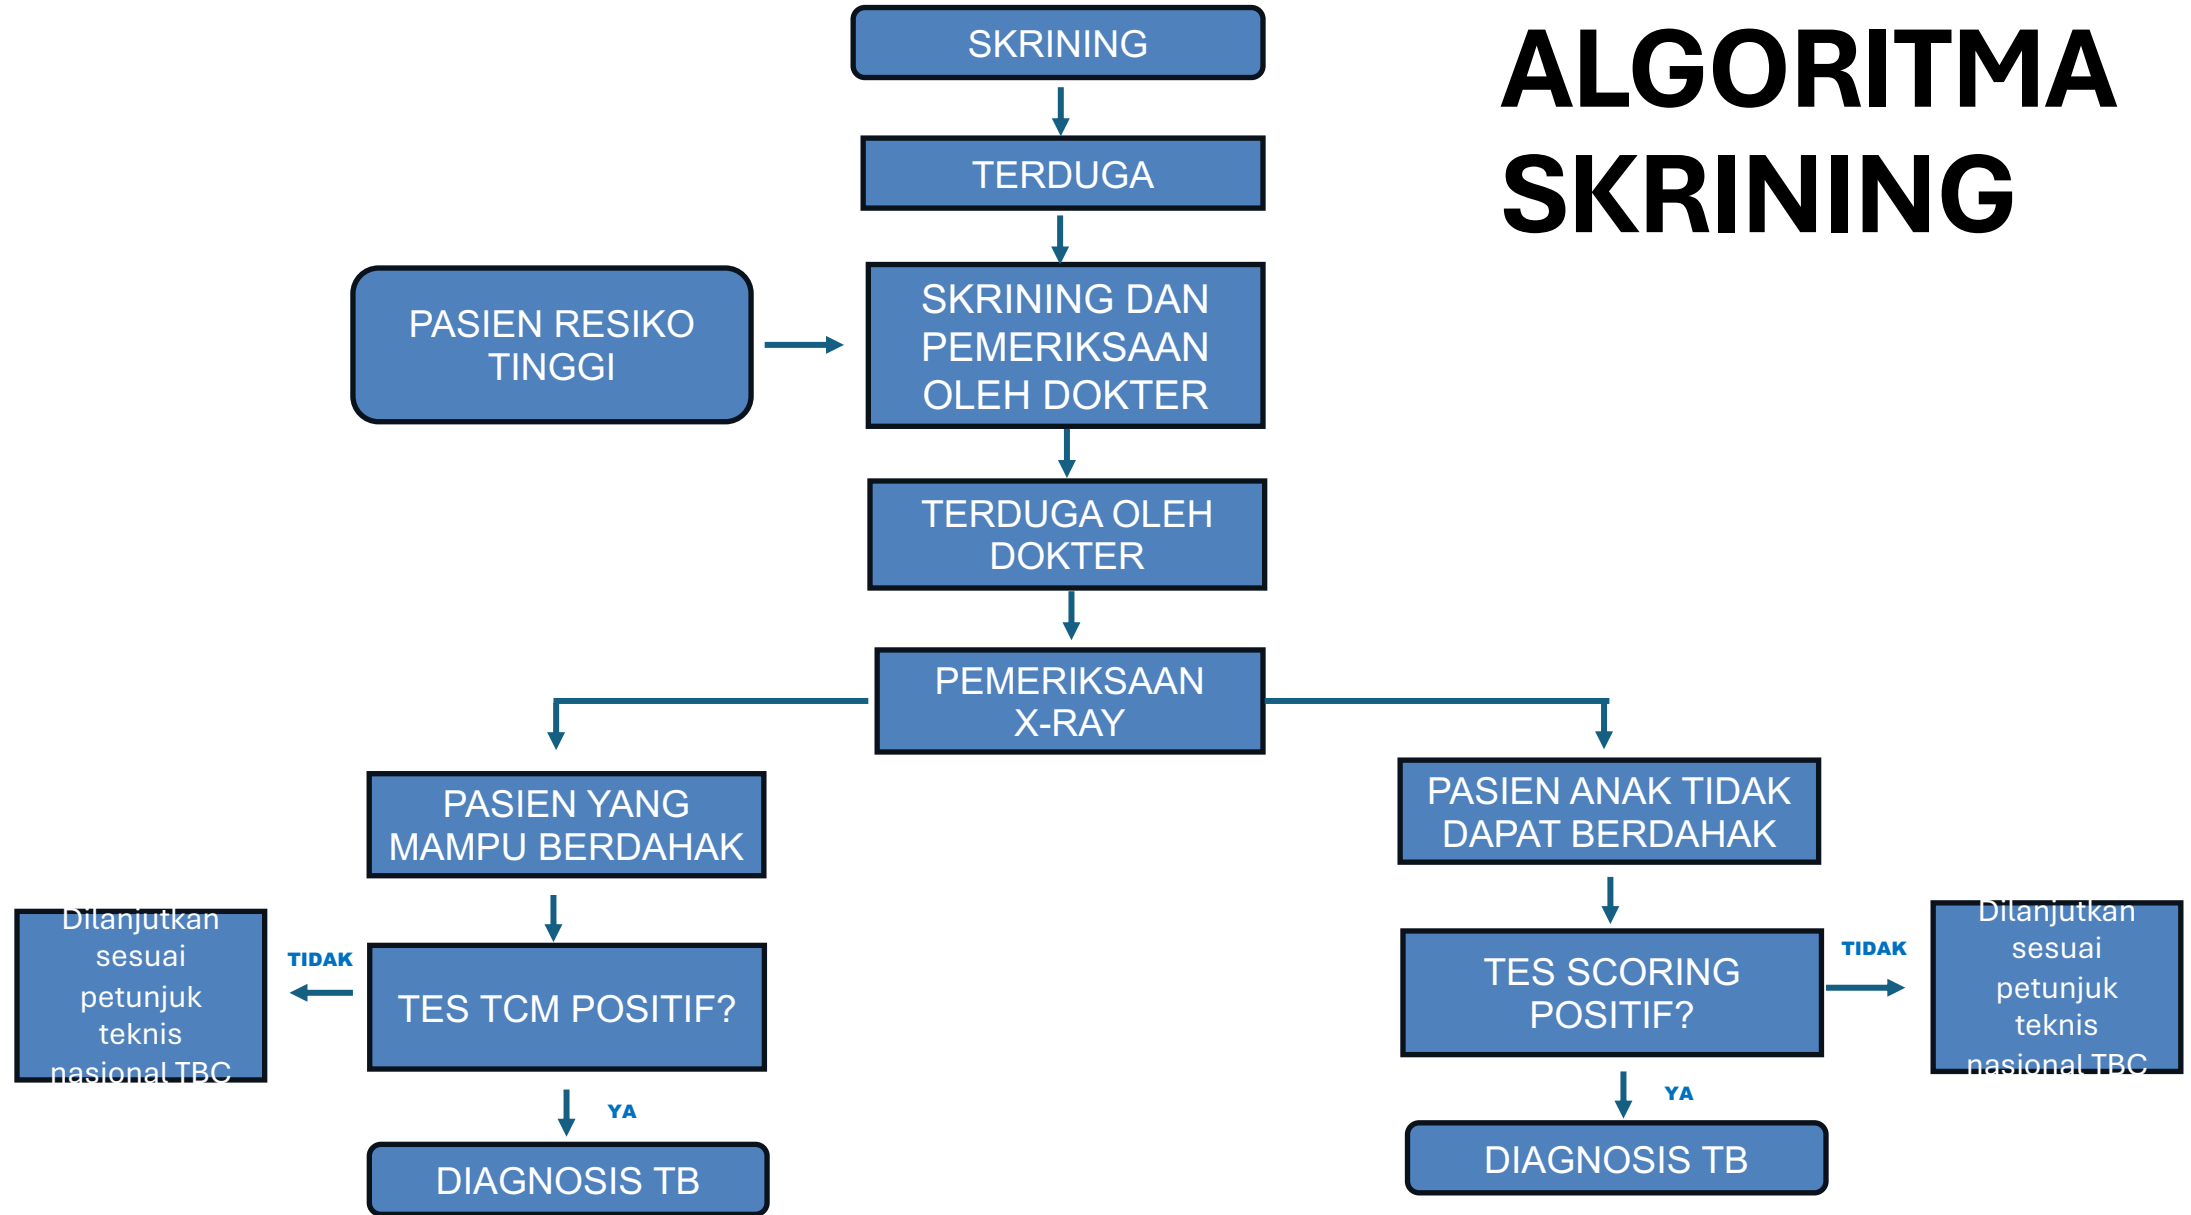 ALGORITMA
SKRINING
SKRINING
TERDUGA
PASIEN RESIKO
TINGGI
SKRINING DAN
PEMERIKSAAN
OLEH DOKTER
TERDUGA OLEH
DOKTER
PEMERIKSAAN
X-RAY
PASIEN YANG
MAMPU BERDAHAK
PASIEN ANAK TIDAK
DAPAT BERDAHAK
Dilanjutkan
sesuai
petunjuk
teknis
nasional TBC
TIDAK
TES TCM POSITIF?
TES SCORING
POSITIF?
TIDAK
Dilanjutkan
sesuai
petunjuk
teknis
nasional TBC
YA
YA
DIAGNOSIS TB
DIAGNOSIS TB